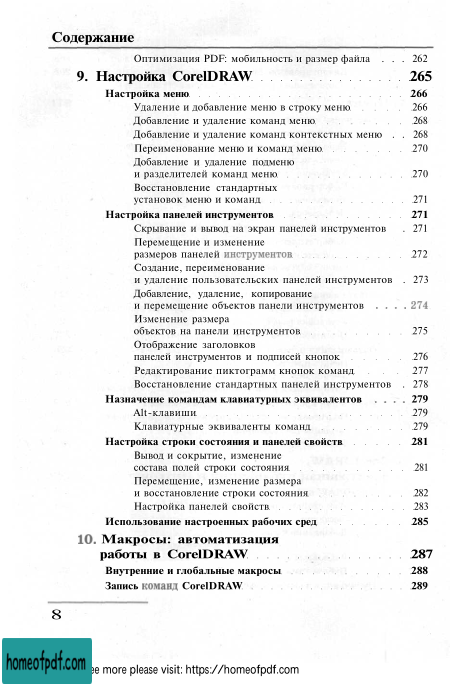 Содержание
Оптимизация PDF: мобильность и размер файла . . . 262
9. Настройка CorelDRAW 265
Настройка меню 266
Удаление и добавление меню в строку меню 266
Добавление и удаление команд меню 268
Добавление и удаление команд контекстных меню . . 268
Переименование меню и команд меню 270
Добавление и удаление подменю
и разделителей команд меню 270
Восстановление стандартных
установок меню и команд 271
Настройка панелей инструментов 271
Скрывание и вывод на экран панелей инструментов . 271
Перемещение и изменение
размеров панелей инструментов 272
Создание, переименование
и удаление пользовательских панелей инструментов . 273
Добавление, удаление, копирование
и перемещение объектов панели инструментов . . . . 274
Изменение размера
объектов на панели инструментов 275
Отображение заголовков
панелей инструментов и подписей кнопок 276
Редактирование пиктограмм кнопок команд 277
Восстановление стандартных панелей инструментов . 278
Назначение командам клавиатурных эквивалентов . . . . 279
Alt-клавиши 279
Клавиатурные эквиваленты команд 279
Настройка строки состояния и панелей свойств 281
Вывод и сокрытие, изменение
состава полей строки состояния 281
Перемещение, изменение размера
и восстановление строки состояния 282
Настройка панелей свойств 283
Использование настроенных рабочих сред 285
10. Макросы: автоматизация
работы в CorelDRAW 287
Внутренние и глобальные макросы 288
Запись команд CorelDRAW 289
8
homeofpdf.com
ee more please visit: https://homeofpdf.com